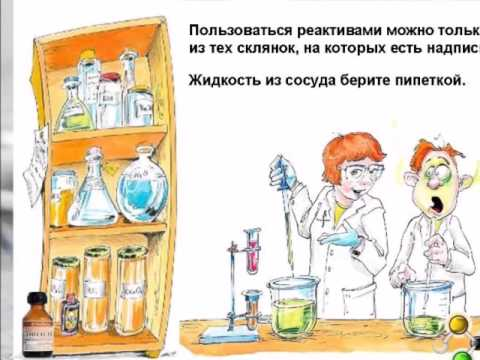 Пользоваться реактивами можно тольк
из тех склянок, на которых есть надпис
Жидкость из сосуда берите пипеткой.